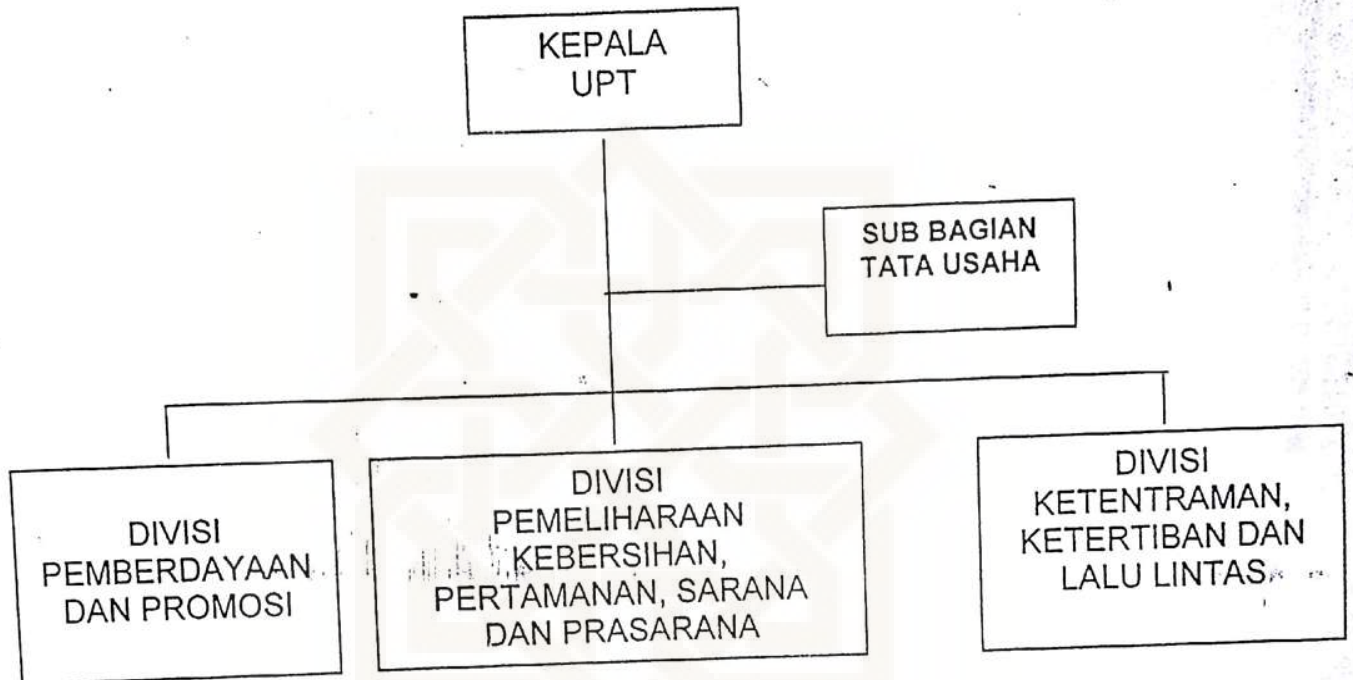 KEPALA
UPT
SUB BAGIAN
TATA USAHA
DIVISI
PEMBERDAYAAN
DAN PROMOSI
DIVISI
PEMELIHARAAN
KEBERSIHAN,
PERTAMANAN, SARANA
DAN PRASARANA
DIVISI
KETENTRAMAN,
KETERTIBAN DAN
LALU LINTAS